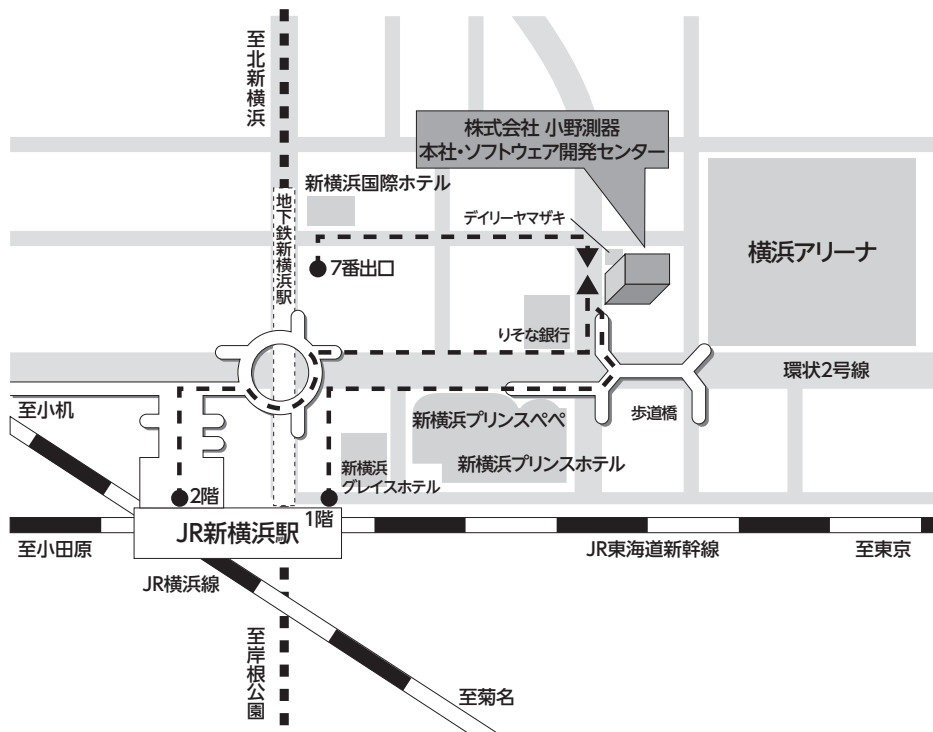 至北新横浜
株式会社 小野測器
本社・ソフトウェア開発センター
新横浜国際ホテル
地下鉄新横浜駅
デイリーヤマザキ
横浜アリーナ
7番出口
りそな銀行
環状2号線
至小机
新横浜プリンスペペ
歩道橋
新横浜
グレイスホテル
新横浜プリンスホテル
2階
1階
JR新横浜駅
至小田原
JR東海道新幹線
至東京
JR横浜線
至岸根公園
至菊名